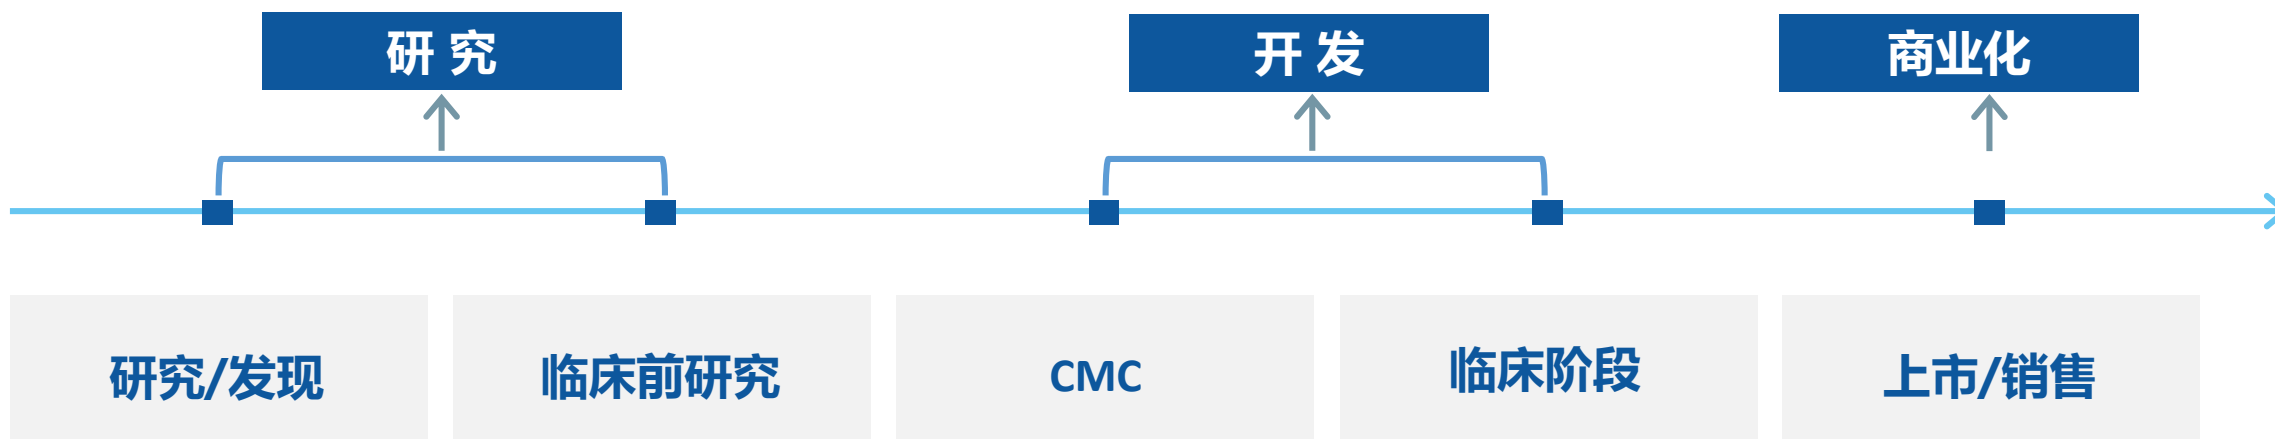 研 究
开 发
商业化
研究/发现
临床前研究
CMC
临床阶段
上市/销售